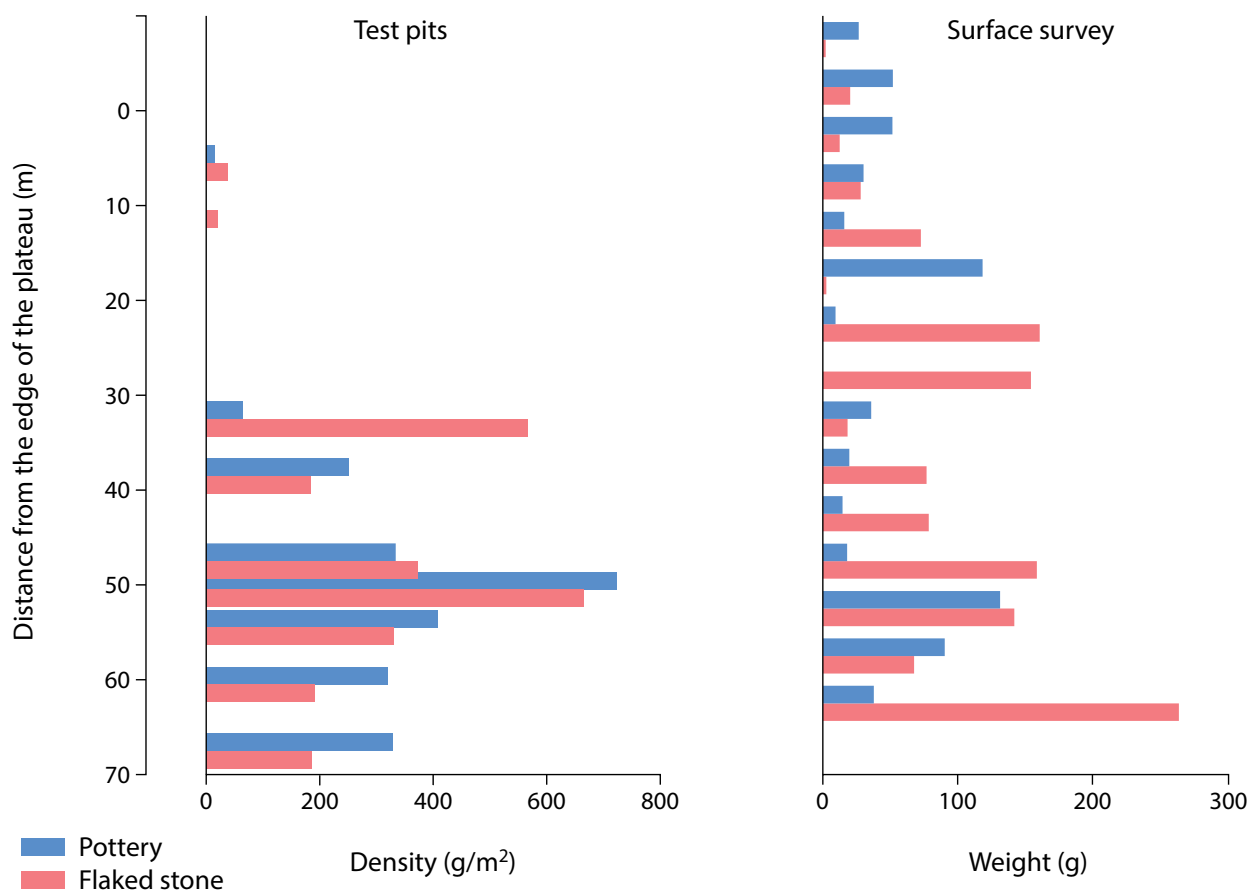 Test pits
Surface survey
Distance from the edge of the plateau (m)
0
10
20
30
40
50
60
70
0 200 400 600 800
0 100 200 300
Density (g/m²)
Weight (g)
Pottery
Flaked stone